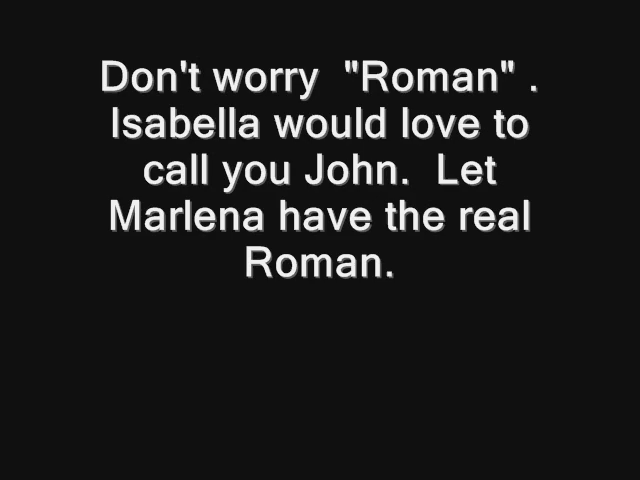 Don't worry  "Roman" .
Isabella would love to
call you John.  Let
Marlena have the real
Roman.